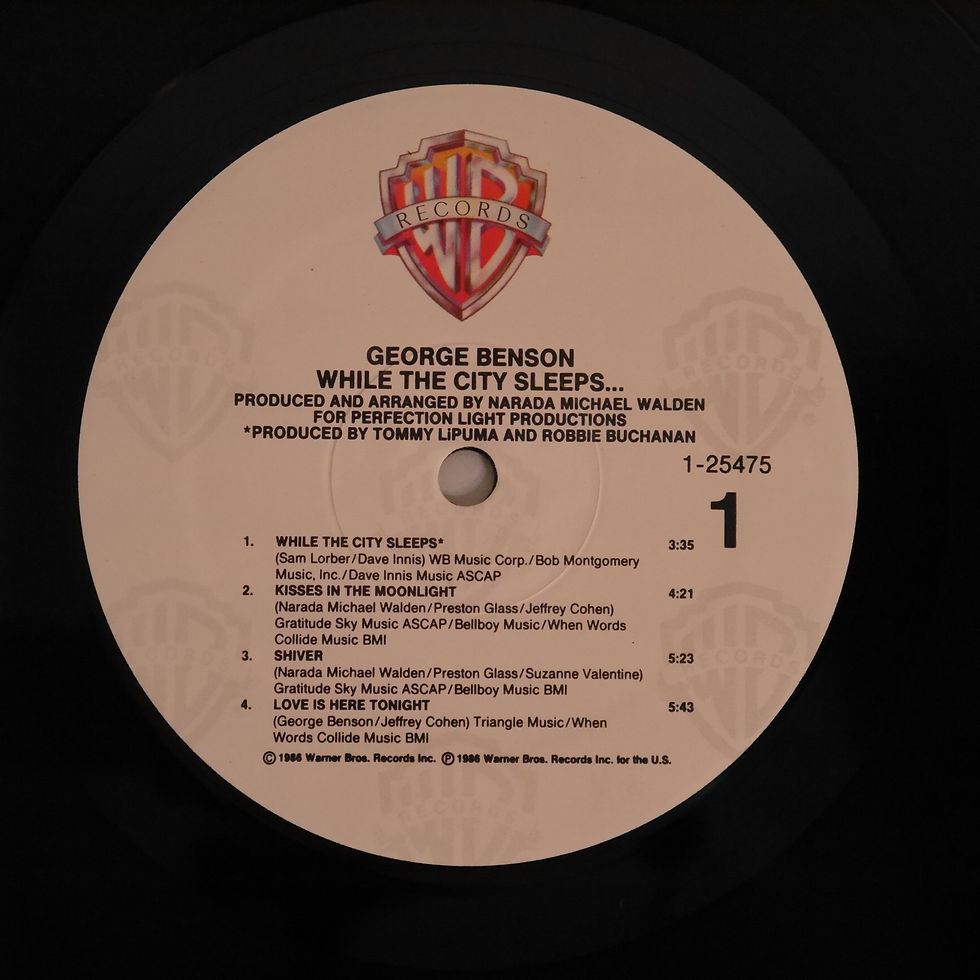 WB
RECORDS
GEORGE BENSON
WHILE THE CITY SLEEPS...
PRODUCED AND ARRANGED BY NARADA MICHAEL WALDEN
FOR PERFECTION LIGHT PRODUCTIONS
*PRODUCED BY TOMMY LiPUMA AND ROBBIE BUCHANAN
1-25475
1
1. WHILE THE CITY SLEEPS* 3:35
(Sam Lorber/Dave Innis) WB Music Corp./Bob Montgomery
Music, Inc./Dave Innis Music ASCAP
2. KISSES IN THE MOONLIGHT 4:21
(Narada Michael Walden/Preston Glass/Jeffrey Cohen)
Gratitude Sky Music ASCAP/Bellboy Music/When Words
Collide Music BMI
3. SHIVER 5:23
(Narada Michael Walden/Preston Glass/Suzanne Valentine)
Gratitude Sky Music ASCAP/Bellboy Music BMI
4. LOVE IS HERE TONIGHT 5:43
(George Benson/Jeffrey Cohen) Triangle Music/When
Words Collide Music BMI
Ⓒ 1986 Warner Bros. Records Inc. Ⓟ 1986 Warner Bros. Records Inc. for the U.S.